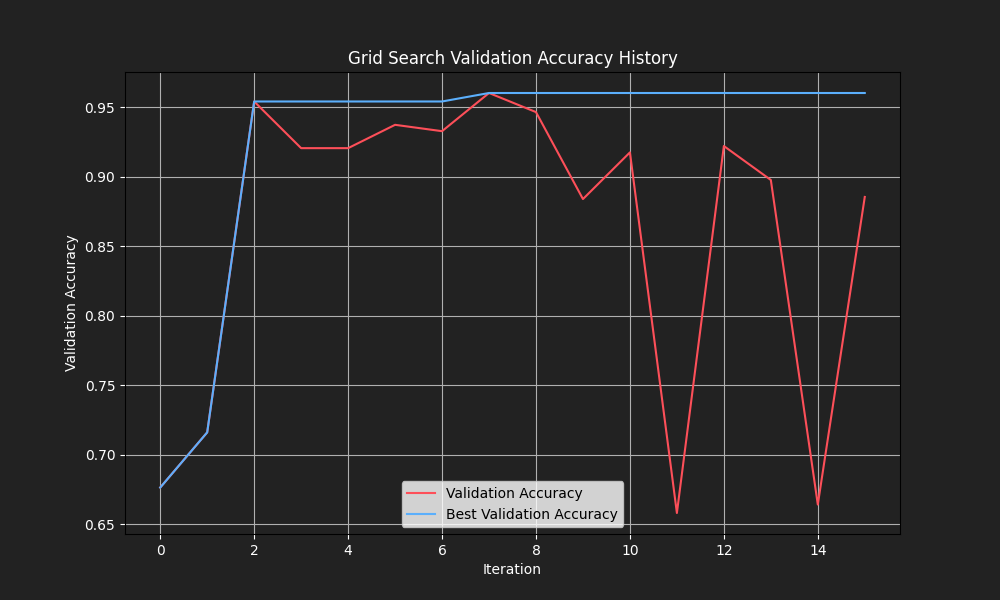 Grid Search Validation Accuracy History
Validation Accuracy
0.95
0.90
0.85
0.80
0.75
0.70
0.65
Validation Accuracy
Best Validation Accuracy
0 2 4 6 8 10 12 14
Iteration